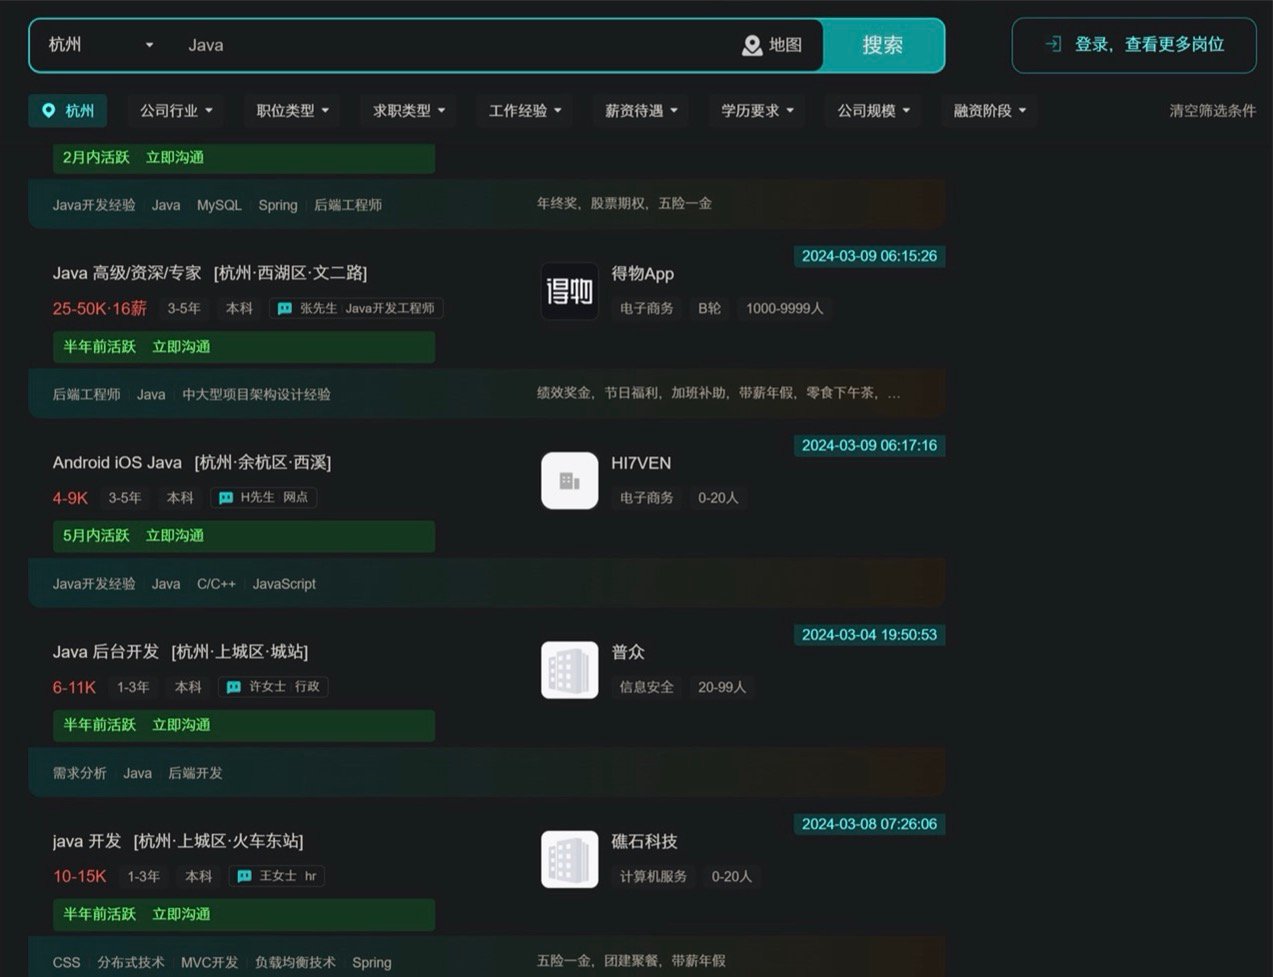 杭州 Java 地图 搜索 登录，查看更多岗位
杭州 公司行业 职位类型 求职类型 工作经验 薪资待遇 学历要求 公司规模 融资阶段 清空筛选条件
2月内活跃 立即沟通
Java开发经验 Java MySQL Spring 后端工程师 年终奖，股票期权，五险一金
2024-03-09 06:15:26
Java 高级/资深/专家 [杭州·西湖区·文二路] 得物 得物App
25-50K·16薪 3-5年 本科 张先生 Java开发工程师 电子商务 B轮 1000-9999人
半年前活跃 立即沟通
后端工程师 Java 中大型项目架构设计经验 绩效奖金，节日福利，加班补助，带薪年假，零食下午茶，...
2024-03-09 06:17:16
Android iOS Java [杭州·余杭区·西溪] HI7VEN
4-9K 3-5年 本科 H先生 网点 电子商务 0-20人
5月内活跃 立即沟通
Java开发经验 Java C/C++ JavaScript
2024-03-04 19:50:53
Java 后台开发 [杭州·上城区·城站] 普众
6-11K 1-3年 本科 许女士 行政 信息安全 20-99人
半年前活跃 立即沟通
需求分析 Java 后端开发
2024-03-08 07:26:06
java 开发 [杭州·上城区·火车东站] 礁石科技
10-15K 1-3年 本科 王女士 hr 计算机服务 0-20人
半年前活跃 立即沟通
CSS 分布式技术 MVC开发 负载均衡技术 Spring 五险一金，团建聚餐，带薪年假